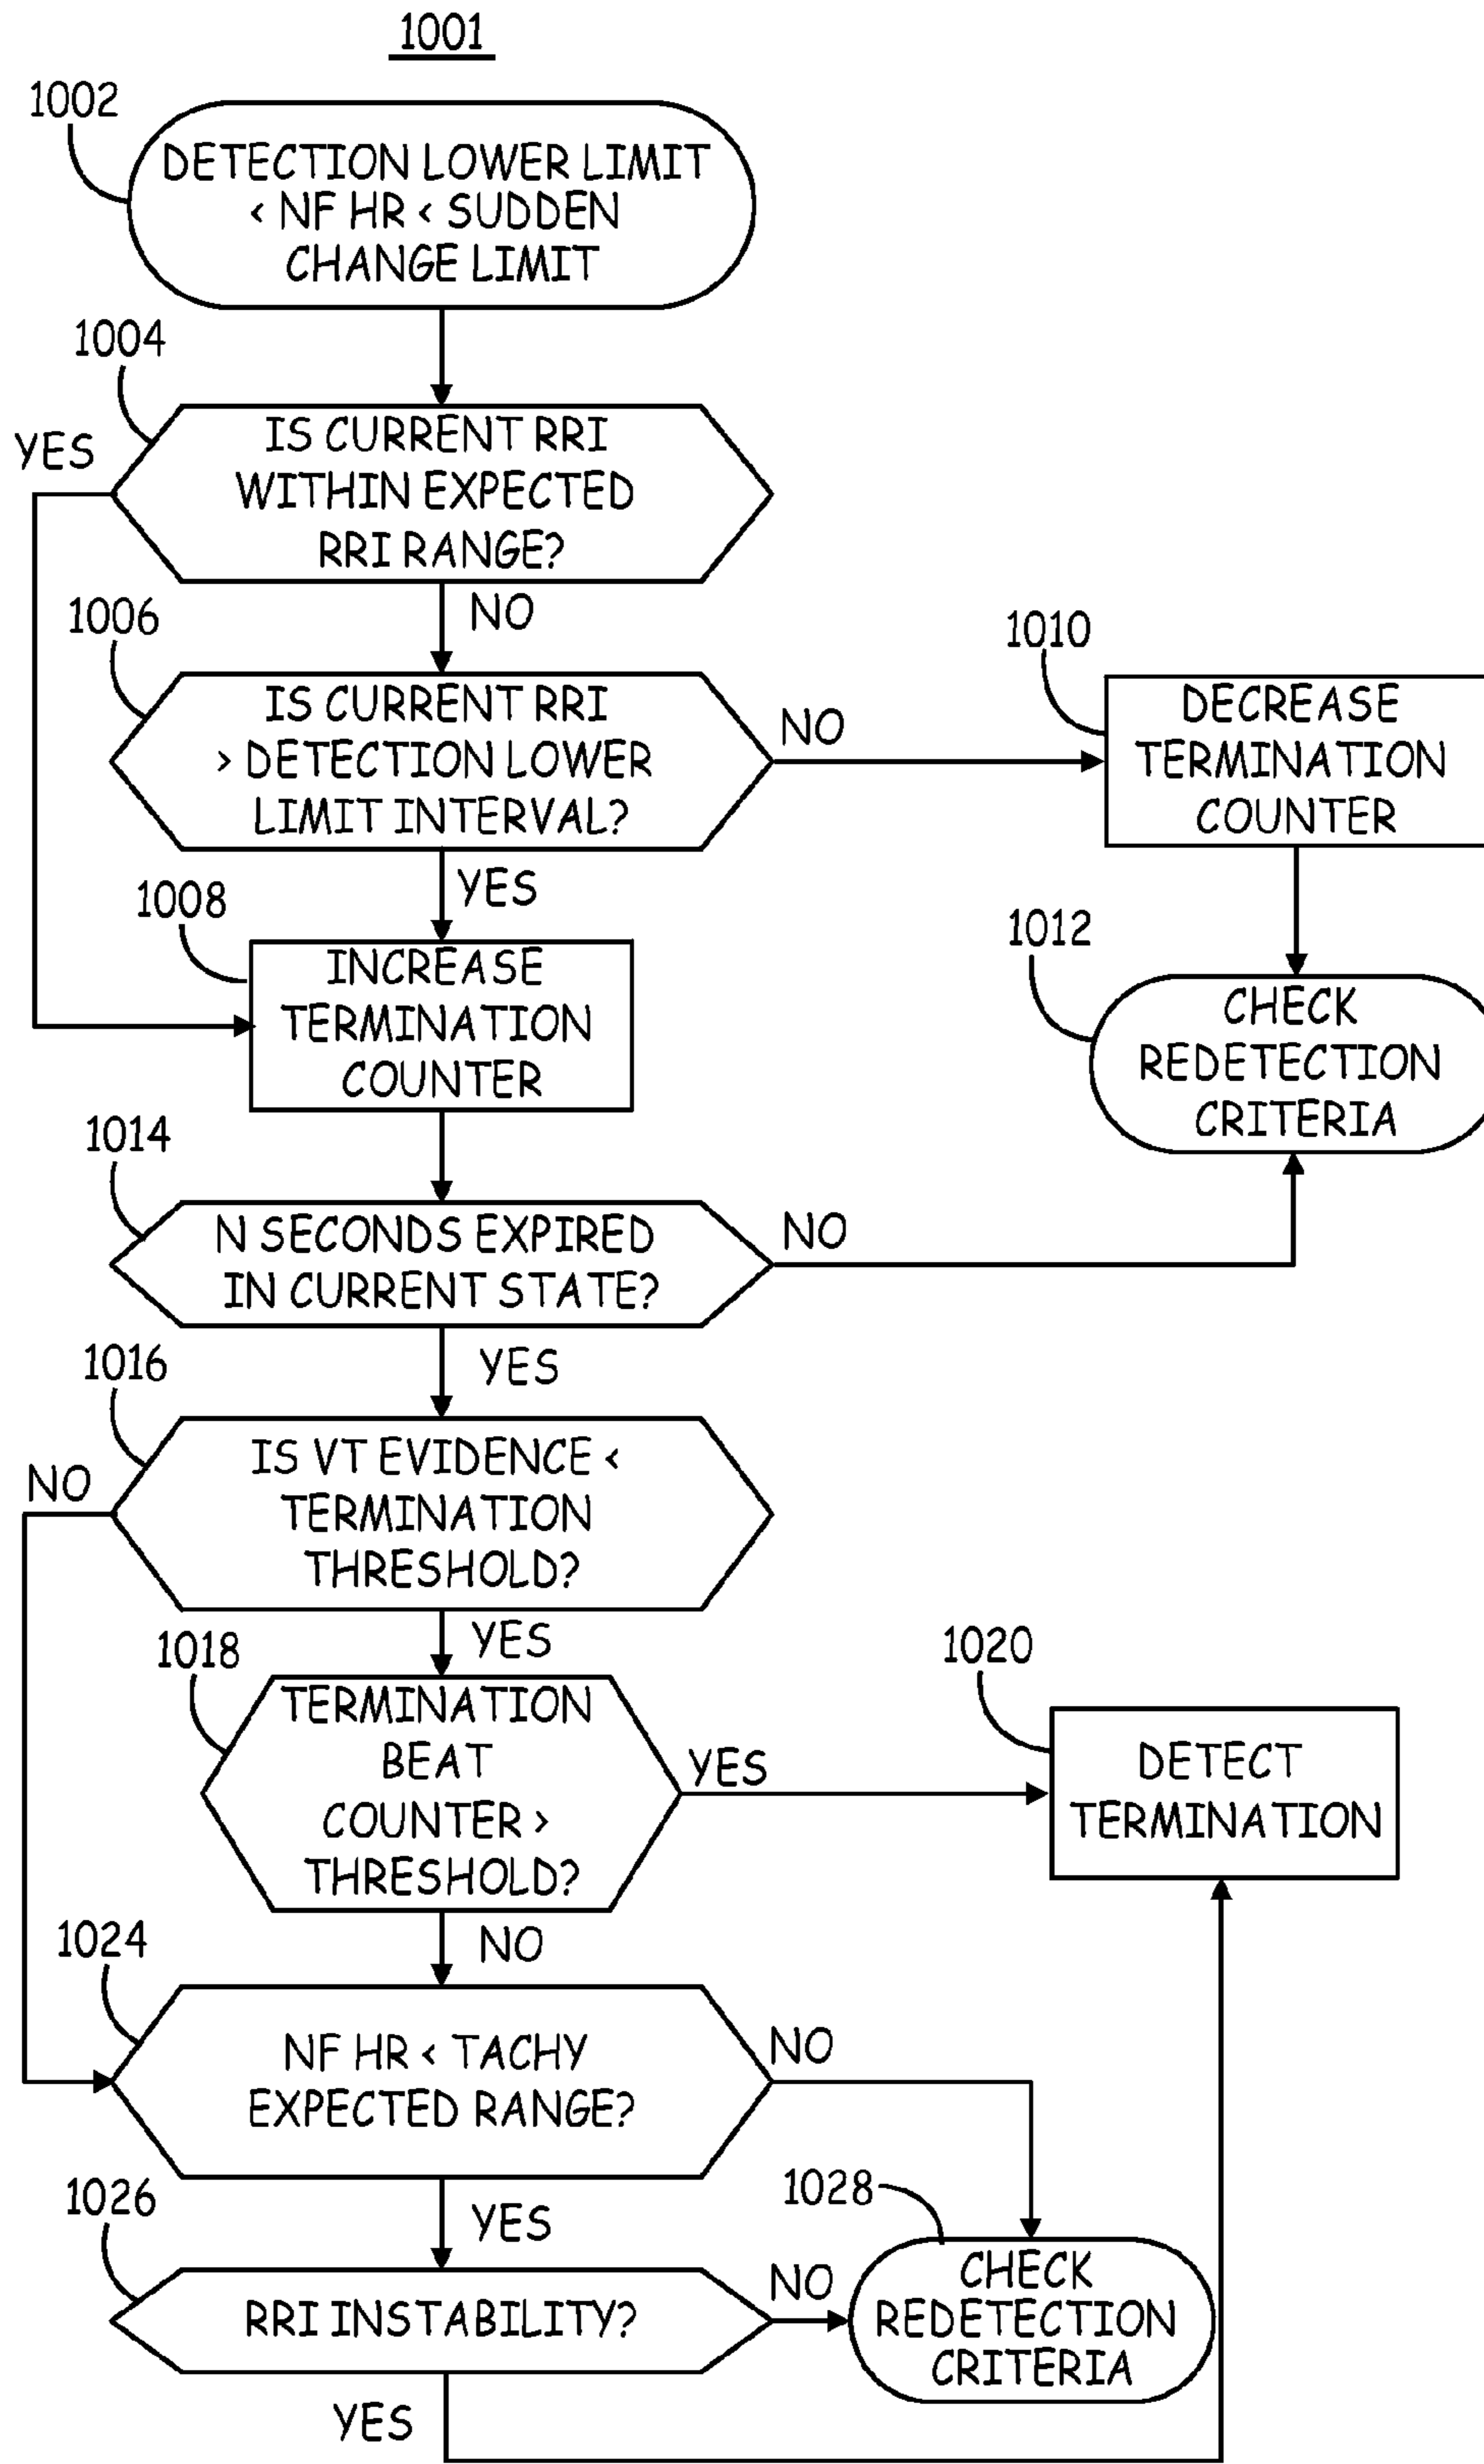 1001
1002
DETECTION LOWER LIMIT
< NF HR < SUDDEN
CHANGE LIMIT
1004
YES
IS CURRENT RRI
WITHIN EXPECTED
RRI RANGE?
NO
1006
IS CURRENT RRI
> DETECTION LOWER
LIMIT INTERVAL?
NO
1010
DECREASE
TERMINATION
COUNTER
YES
1008
INCREASE
TERMINATION
COUNTER
1012
CHECK
REDETECTION
CRITERIA
1014
N SECONDS EXPIRED
IN CURRENT STATE?
NO
YES
1016
NO
IS VT EVIDENCE <
TERMINATION
THRESHOLD?
YES
1018
TERMINATION
BEAT
COUNTER >
THRESHOLD?
YES
1020
DETECT
TERMINATION
NO
1024
NF HR < TACHY
EXPECTED RANGE?
NO
YES
1026
RRI INSTABILITY?
NO
1028
CHECK
REDETECTION
CRITERIA
YES